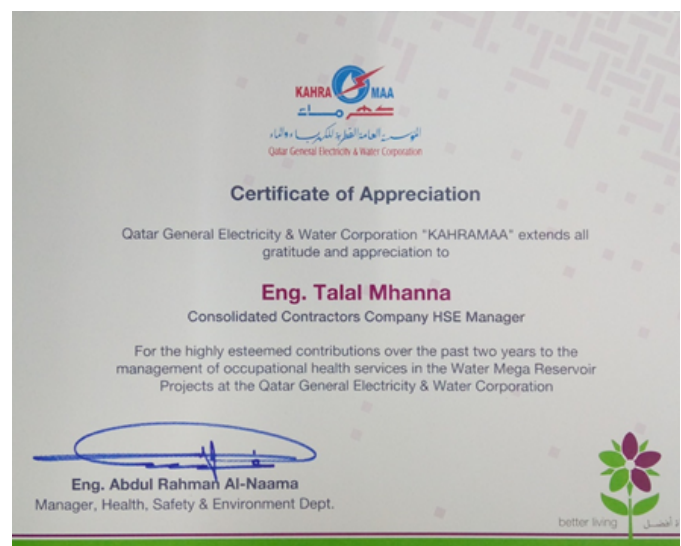 KAHRA MAA
كهرماء
المؤسسة العامة القطرية للكهرباء والماء
Qatar General Electricity & Water Corporation
Certificate of Appreciation
Qatar General Electricity & Water Corporation "KAHRAMAA" extends all
gratitude and appreciation to
Eng. Talal Mhanna
Consolidated Contractors Company HSE Manager
For the highly esteemed contributions over the past two years to the
management of occupational health services in the Water Mega Reservoir
Projects at the Qatar General Electricity & Water Corporation
Eng. Abdul Rahman Al-Naama
Manager, Health, Safety & Environment Dept.
better living
أفضل